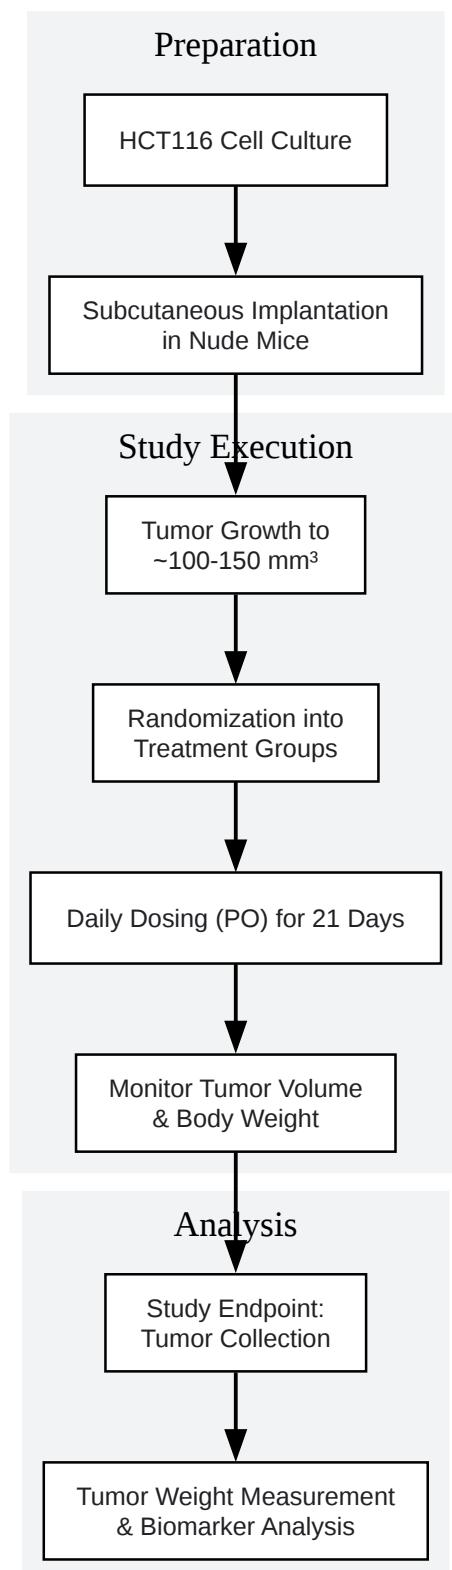 Preparation
HCT116 Cell Culture
Subcutaneous Implantation
in Nude Mice
Study Execution
Tumor Growth to
~100-150 mm³
Randomization into
Treatment Groups
Daily Dosing (PO) for 21 Days
Monitor Tumor Volume
& Body Weight
Analysis
Study Endpoint:
Tumor Collection
Tumor Weight Measurement
& Biomarker Analysis